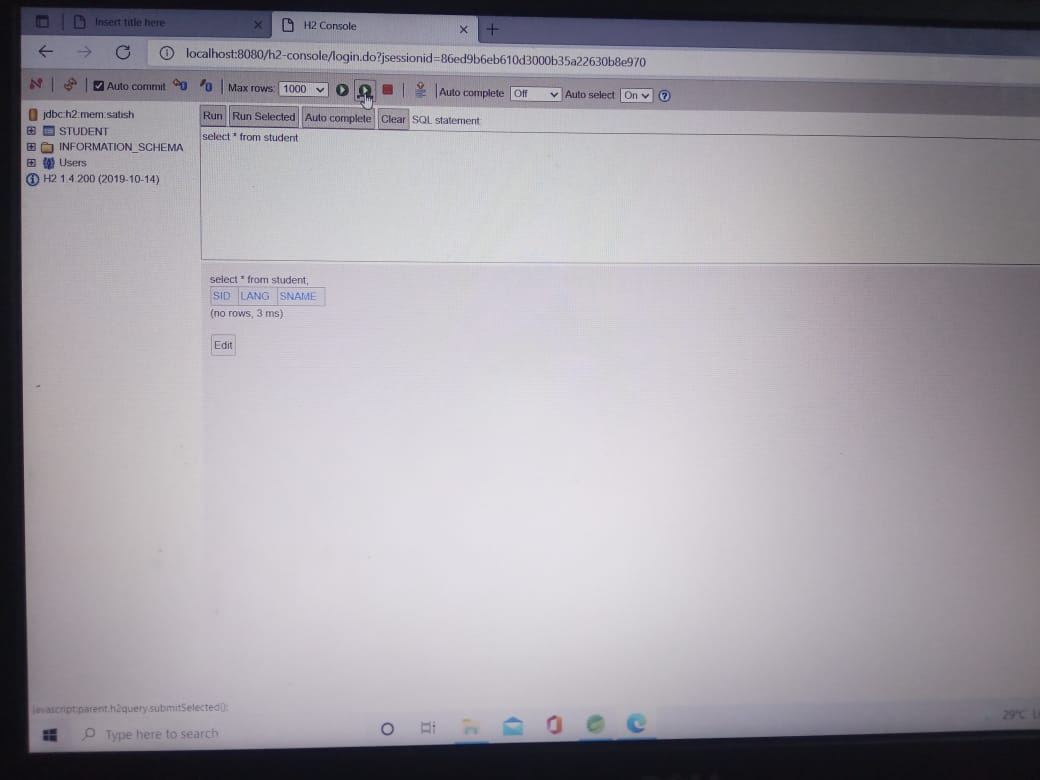 Insert title here
H2 Console
localhost:8080/h2-console/login.do?jsessionid=86ed9b6eb610d3000b35a22630b8e970
Auto commit
Max rows: 1000
Auto complete Off
Auto select On
jdbc:h2:mem:satish
STUDENT
INFORMATION_SCHEMA
Users
H2 1.4.200 (2019-10-14)
Run Run Selected Auto complete Clear SQL statement:
select * from student
select * from student;
SID LANG SNAME
(no rows, 3 ms)
Edit
javascript:parent.h2query.submitSelected();
Type here to search
29°C